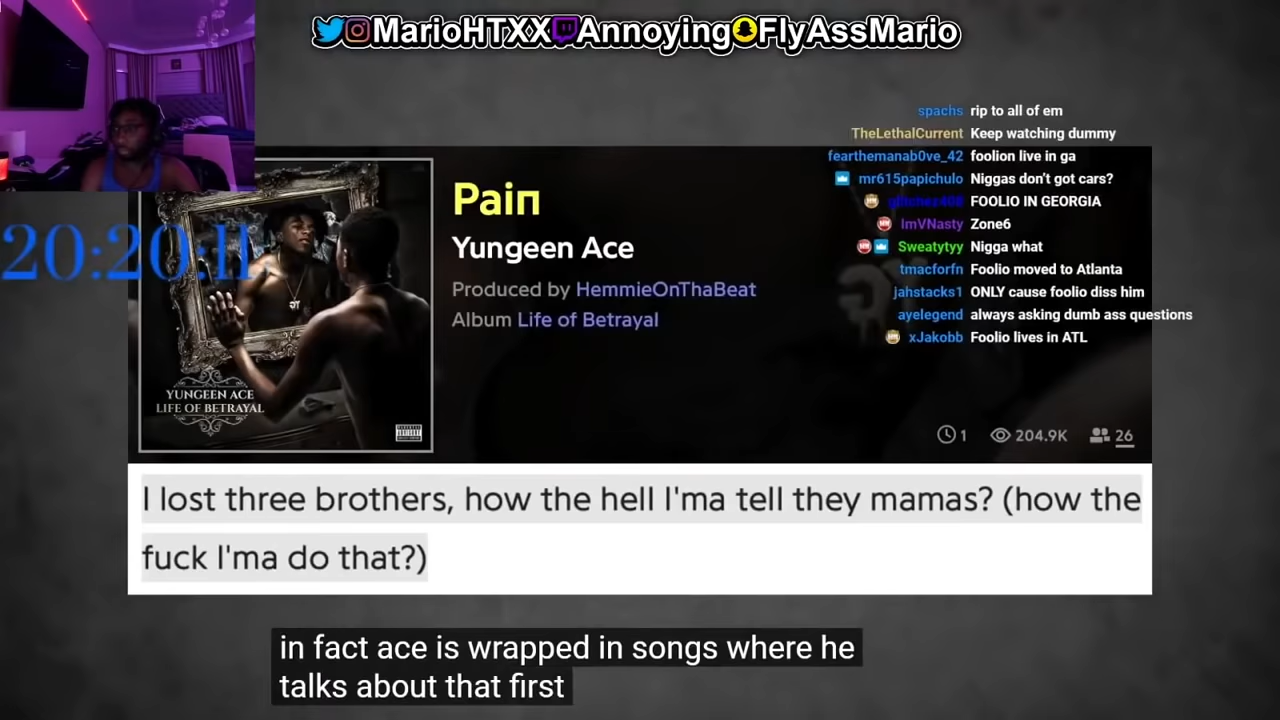 MarioHTXX Annoying FlyAssMario
spachs rip to all of em
TheLethalCurrent Keep watching dummy
fearthemanab0ve_42 foolion live in ga
mr615papichulo Niggas don't got cars?
glitchez408 FOOLIO IN GEORGIA
ImVNasty Zone6
Sweatytyy Nigga what
tmacforfn Foolio moved to Atlanta
jahstacks1 ONLY cause foolio diss him
ayelegend always asking dumb ass questions
xJakobb Foolio lives in ATL
20:20:11
Pain
Yungeen Ace
Produced by HemmieOnThaBeat
Album Life of Betrayal
YUNGEEN ACE
LIFE OF BETRAYAL
1 204.9K 26
I lost three brothers, how the hell I'ma tell they mamas? (how the
fuck I'ma do that?)
in fact ace is wrapped in songs where he
talks about that first